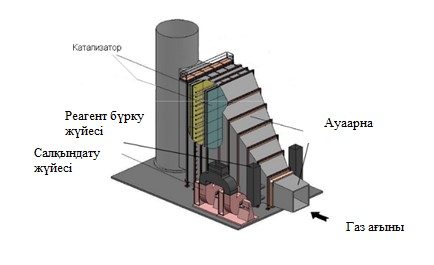 Катализатор
Реагент бүрку
жүйесі
Салқындату
жүйесі
Ауаарна
Газ ағыны